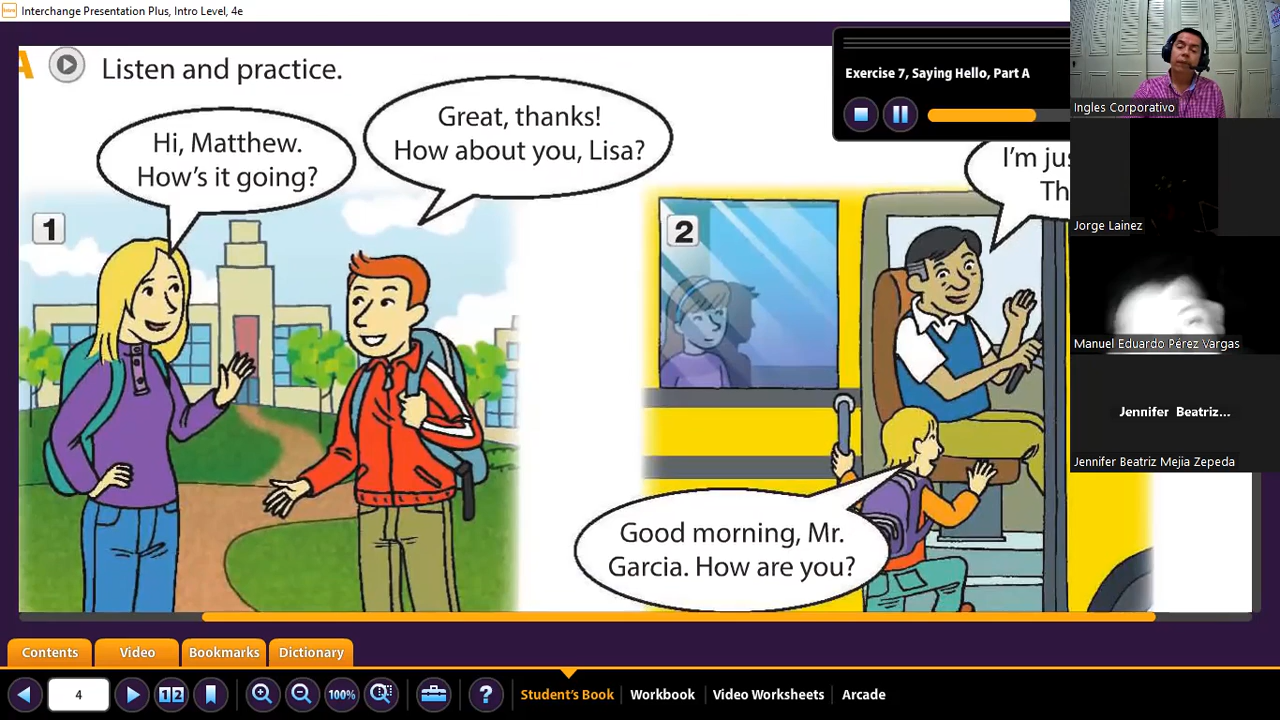 Interchange Presentation Plus, Intro Level, 4e
A Listen and practice.
Hi, Matthew.
How's it going?
Great, thanks!
How about you, Lisa?
1
2
I'm
Good morning, Mr.
Garcia. How are you?
Exercise 7, Saying Hello, Part A
Ingles Corporativo
Jorge Lainez
Manuel Eduardo Pérez Vargas
Jennifer Beatriz...
Jennifer Beatriz Mejia Zepeda
Contents Video Bookmarks Dictionary
4 1 2 100% ? Student's Book Workbook Video Worksheets Arcade